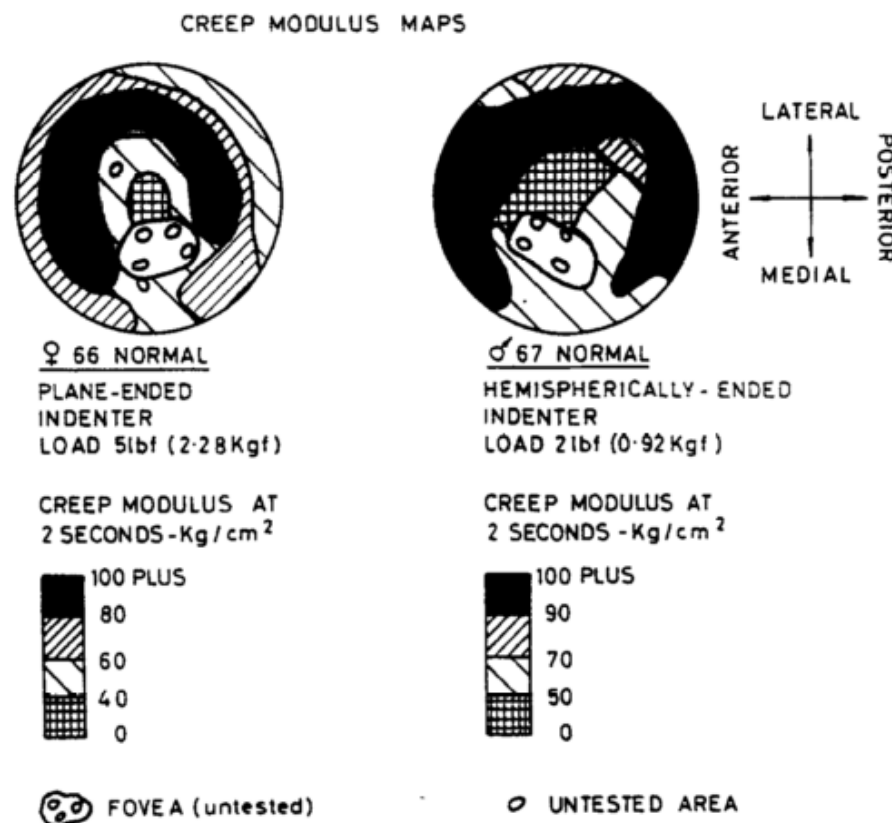 CREEP MODULUS MAPS
LATERAL
ANTERIOR
POSTERIOR
MEDIAL
♀ 66 NORMAL
PLANE-ENDED
INDENTER
LOAD 5lbf (2·28Kgf)
♂ 67 NORMAL
HEMISPHERICALLY-ENDED
INDENTER
LOAD 2lbf (0·92Kgf)
CREEP MODULUS AT
2 SECONDS-Kg/cm²
100 PLUS
80
60
40
0
CREEP MODULUS AT
2 SECONDS-Kg/cm²
100 PLUS
90
70
50
0
FOVEA (untested)
UNTESTED AREA